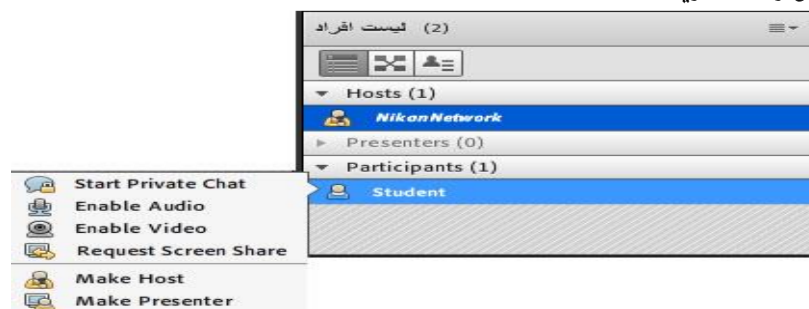 لیست افراد (2)
Hosts (1)
NikonNetwork
Presenters (0)
Participants (1)
Student
Start Private Chat
Enable Audio
Enable Video
Request Screen Share
Make Host
Make Presenter